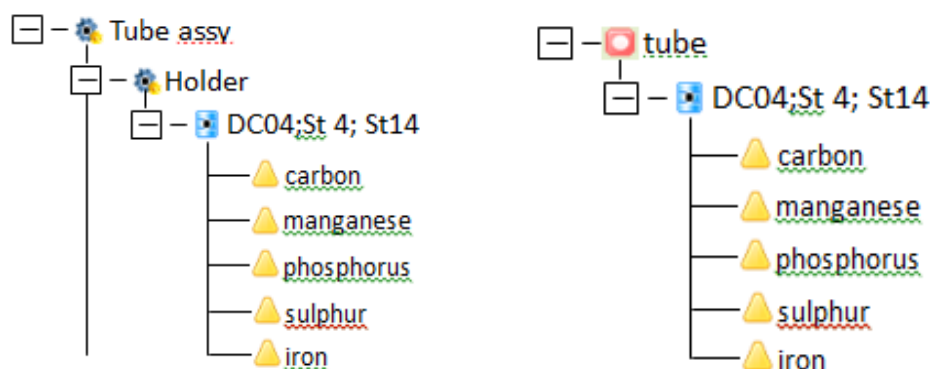 Tube assy
Holder
DC04;St 4; St14
carbon
manganese
phosphorus
sulphur
iron
tube
DC04;St 4; St14
carbon
manganese
phosphorus
sulphur
iron